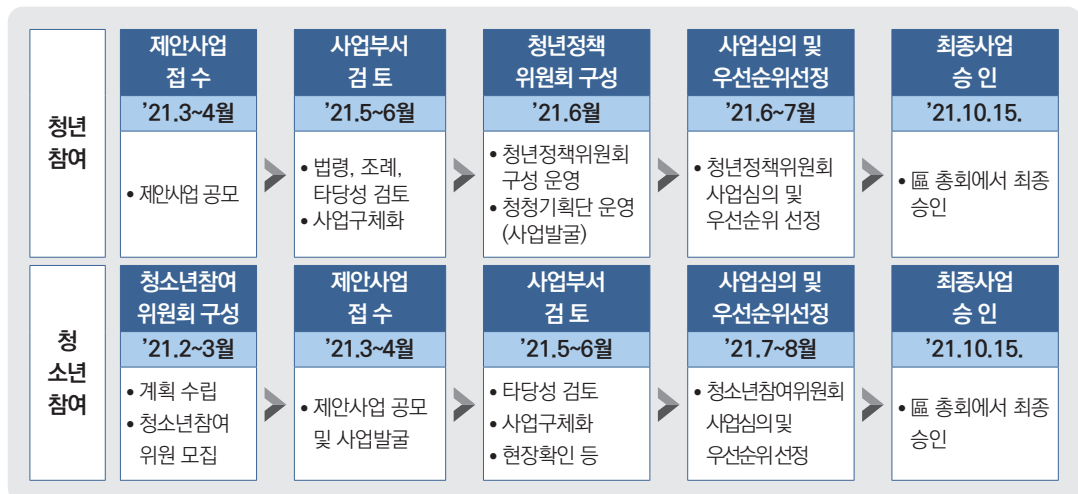 청년
참여
제안사업
접 수
’21.3~4월
• 제안사업 공모
사업부서
검 토
’21.5~6월
• 법령, 조례,
타당성 검토
• 사업구체화
청년정책
위원회 구성
’21.6월
• 청년정책위원회
구성 운영
• 청청기획단 운영
(사업발굴)
사업심의 및
우선순위선정
’21.6~7월
• 청년정책위원회
사업심의 및
우선순위 선정
최종사업
승 인
’21.10.15.
• 區 총회에서 최종
승인
청
소년
참여
청소년참여
위원회 구성
’21.2~3월
• 계획 수립
• 청소년참여
위원 모집
제안사업
접 수
’21.3~4월
• 제안사업 공모
및 사업발굴
사업부서
검 토
’21.5~6월
• 타당성 검토
• 사업구체화
• 현장확인 등
사업심의 및
우선순위선정
’21.7~8월
• 청소년참여위원회
사업심의 및
우선순위 선정
최종사업
승 인
’21.10.15.
• 區 총회에서 최종
승인